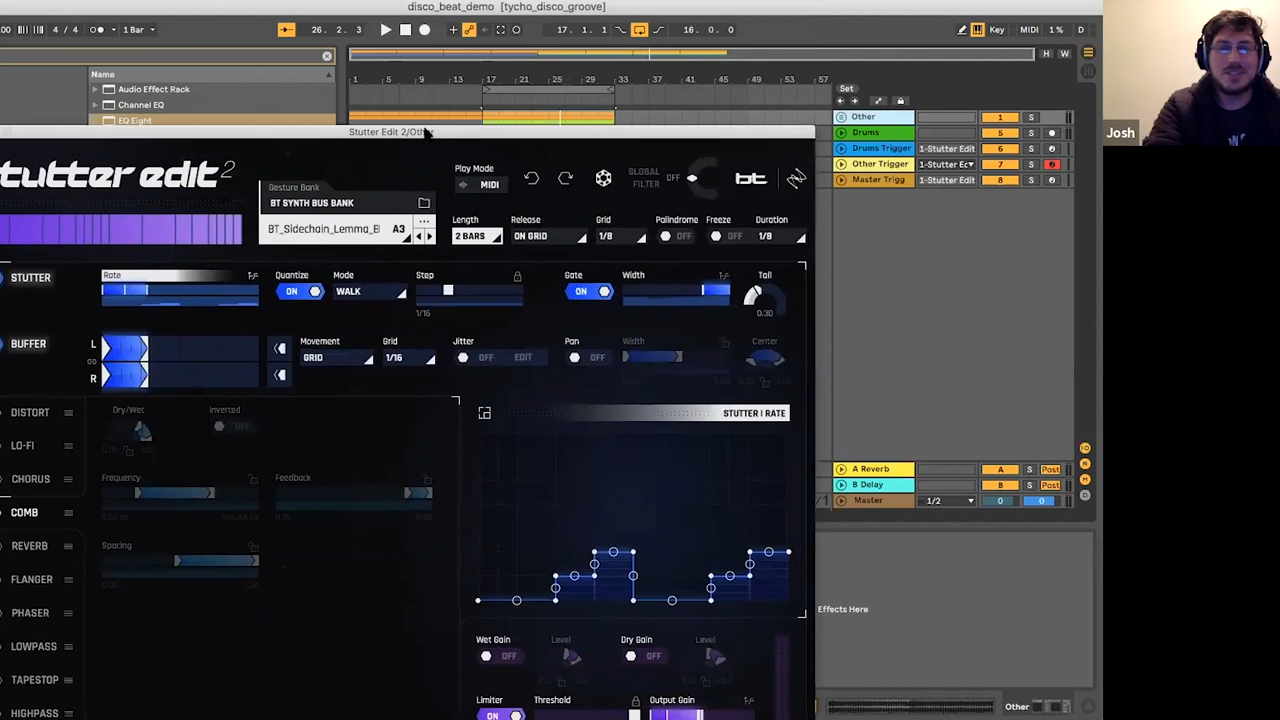 disco_beat_demo [tycho_disco_groove]
00 4 / 4 1 Bar 26. 2. 3 17. 1. 1 16. 0. 0 Key MIDI 1 % D
H W
Name
1 5 9 13 17 21 25 29 33 37 41 45 49 53 57
Set
Audio Effect Rack
Channel EQ
EQ Eight
Other 1 S
Drums 5 S
Drums Trigger 1-Stutter Edit 6 S
Other Trigger 1-Stutter Ec 7 S
Master Trigg 1-Stutter Edit 8 S
Josh
Stutter Edit 2/Oth
tutter edit 2
Gesture Bank
BT SYNTH BUS BANK
BT_Sidechain_Lemma_E A3
Play Mode
MIDI
GLOBAL FILTER OFF
bt
Length Release Grid Palindrome Freeze Duration
2 BARS ON GRID 1/8 OFF OFF 1/8
STUTTER
Rate Quantize Mode Step Gate Width Tail
ON WALK ON
1/16 0.30
BUFFER L
R
Movement Grid Jitter Pan Width Center
GRID 1/16 OFF EDIT OFF
DISTORT
LO-FI
CHORUS
COMB
REVERB
FLANGER
PHASER
LOWPASS
TAPESTOP
HIGHPASS
Dry/Wet Inverted
OFF
Frequency Feedback
Spacing
STUTTER | RATE
Wet Gain Level Dry Gain Level
OFF OFF
Limiter Threshold Output Gain
ON
A Reverb A S Post
B Delay B S Post
Master 1/2 0 0
Effects Here
Other